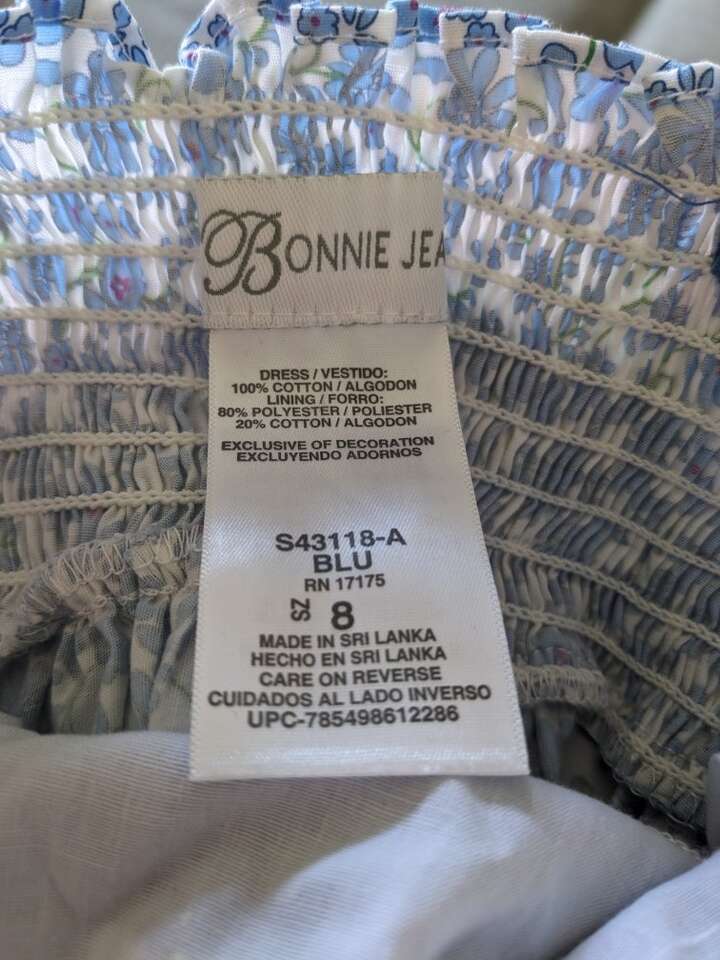 BONNIE JEA
DRESS / VESTIDO:
100% COTTON / ALGODON
LINING / FORRO:
80% POLYESTER / POLIESTER
20% COTTON / ALGODON
EXCLUSIVE OF DECORATION
EXCLUYENDO ADORNOS
S43118-A
BLU
RN 17175
SZ 8
MADE IN SRI LANKA
HECHO EN SRI LANKA
CARE ON REVERSE
CUIDADOS AL LADO INVERSO
UPC-785498612286